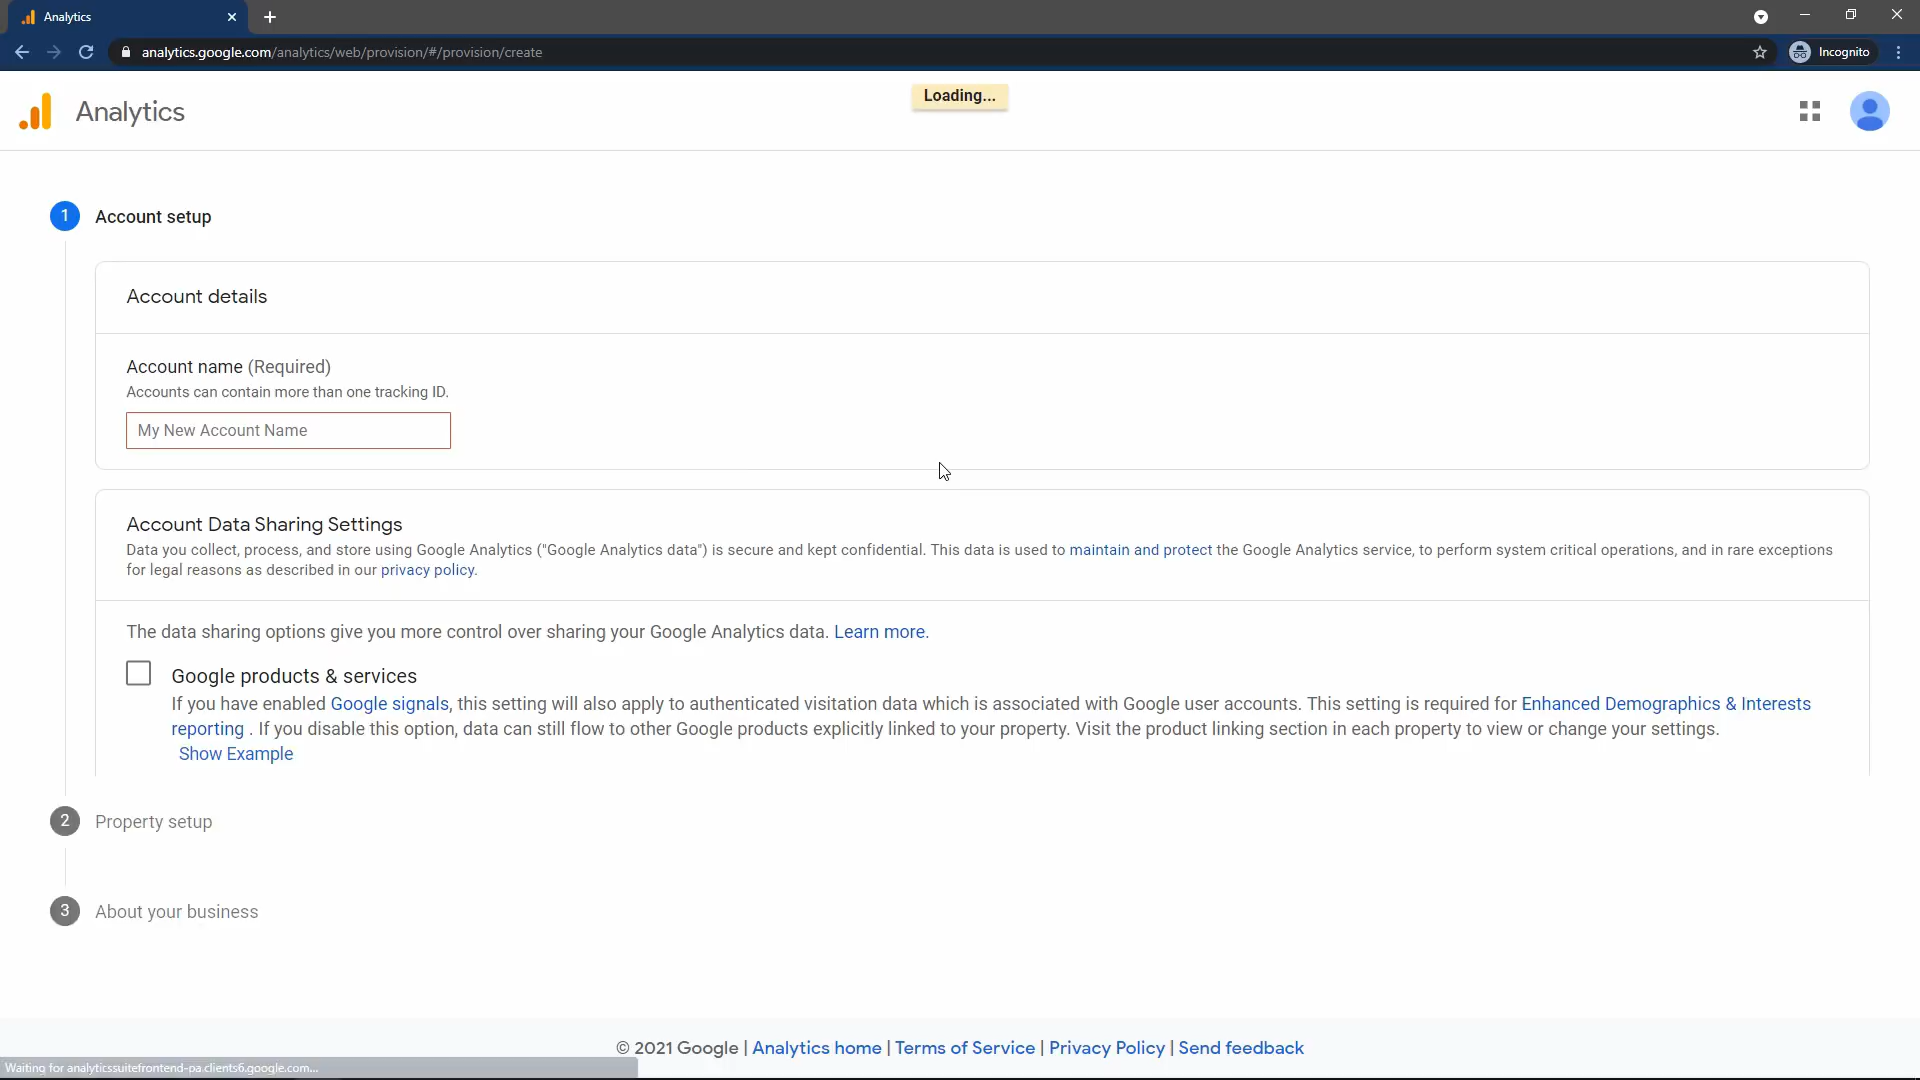 Analytics
analytics.google.com/analytics/web/provision/#/provision/create
Incognito
Analytics
Loading...
1 Account setup
Account details
Account name (Required)
Accounts can contain more than one tracking ID.
My New Account Name
Account Data Sharing Settings
Data you collect, process, and store using Google Analytics ("Google Analytics data") is secure and kept confidential. This data is used to maintain and protect the Google Analytics service, to perform system critical operations, and in rare exceptions
for legal reasons as described in our privacy policy.
The data sharing options give you more control over sharing your Google Analytics data. Learn more.
Google products & services
If you have enabled Google signals, this setting will also apply to authenticated visitation data which is associated with Google user accounts. This setting is required for Enhanced Demographics & Interests
reporting . If you disable this option, data can still flow to other Google products explicitly linked to your property. Visit the product linking section in each property to view or change your settings.
Show Example
2 Property setup
3 About your business
© 2021 Google | Analytics home | Terms of Service | Privacy Policy | Send feedback
Waiting for analyticssuitefrontend-pa.clients6.google.com...